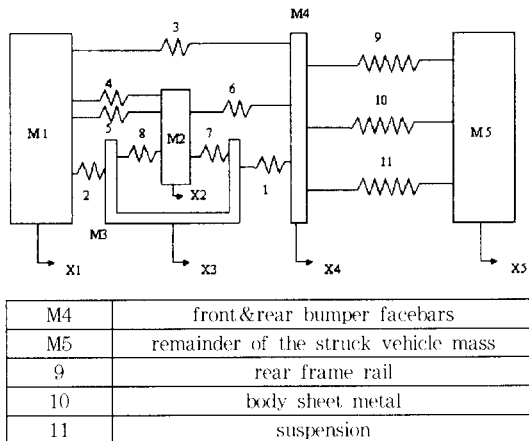 3
M4
9
4
6
10
M1
5
8
M2
7
M5
11
2
1
X2
M3
X1
X3
X4
X5
M4 front&rear bumper facebars
M5 remainder of the struck vehicle mass
9 rear frame rail
10 body sheet metal
11 suspension